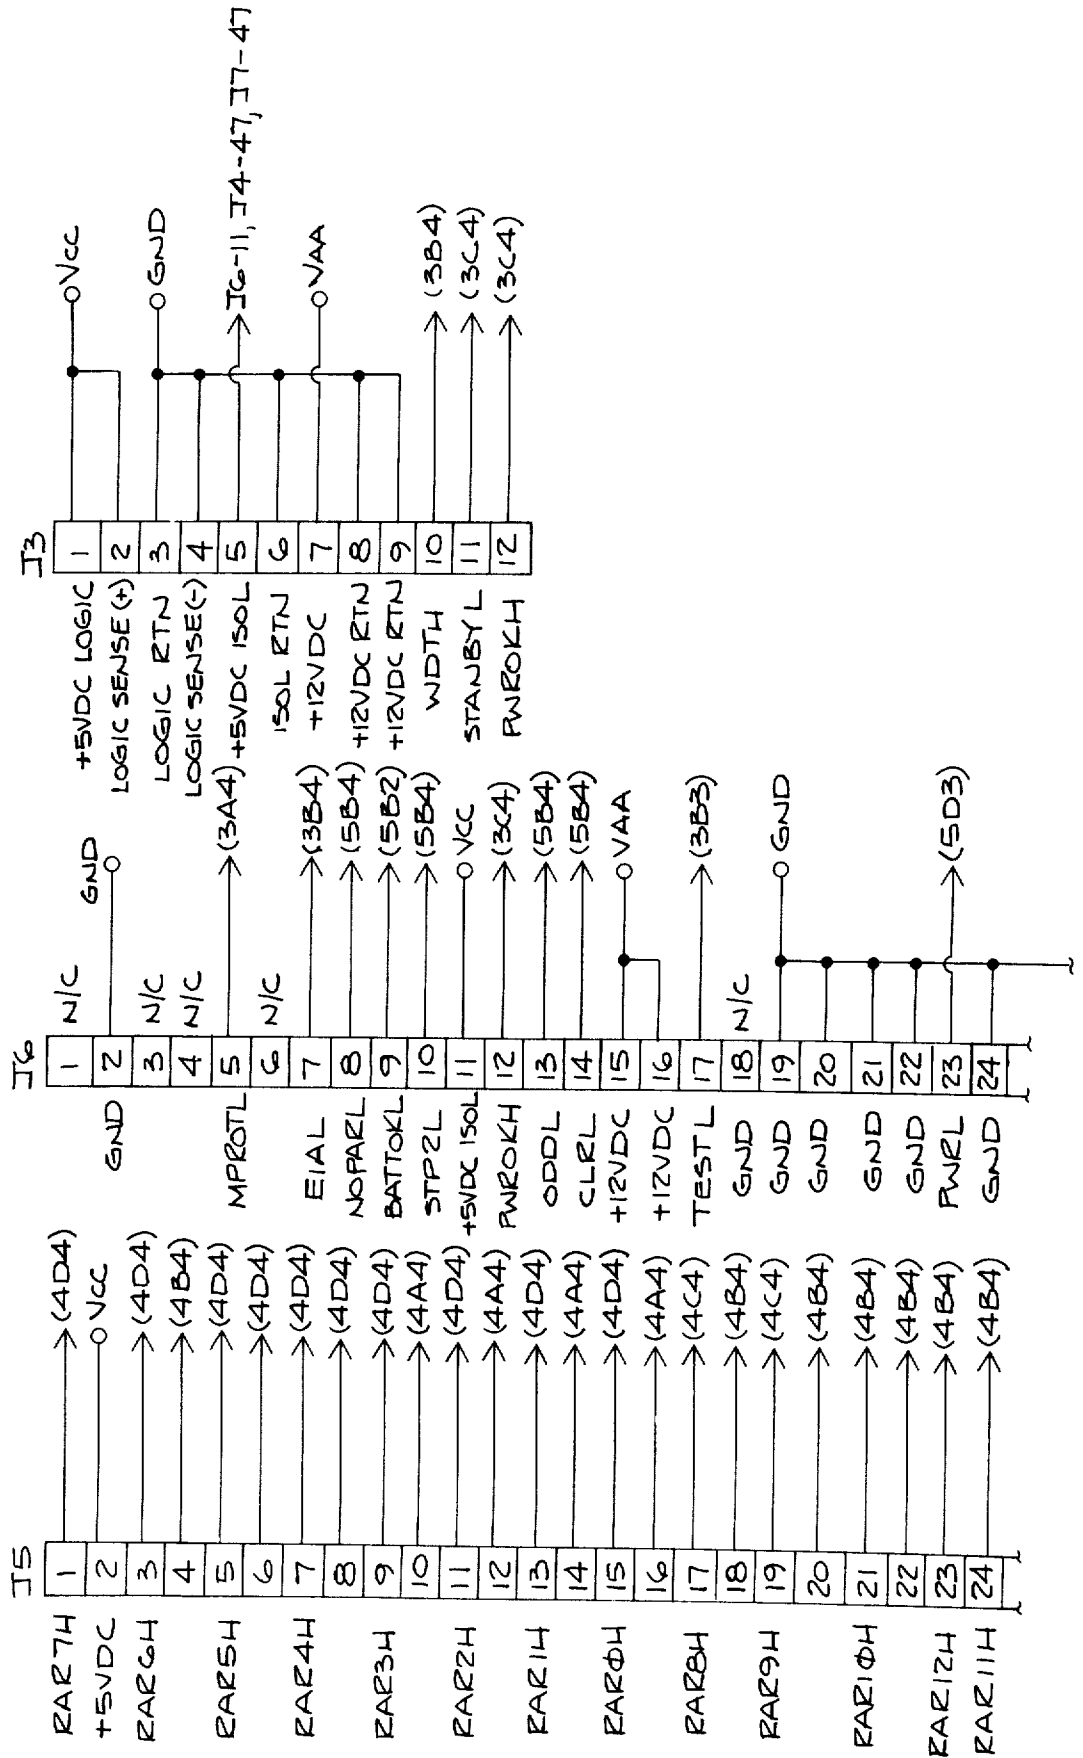 J3
+5VDC LOGIC 1 VCC
LOGIC SENSE(+) 2
LOGIC RTN 3 GND
LOGIC SENSE(-) 4
+5VDC ISOL 5 J6-11, J4-47, J7-47
ISOL RTN 6
+12VDC 7 VAA
+12VDC RTN 8
+12VDC RTN 9
WDTH 10 (3B4)
STANBYL 11 (3C4)
PWROKH 12 (3C4)
J6
1 N/C
GND 2 GND
3 N/C
4 N/C
MPROTL 5 (3A4)
6 N/C
EIAL 7 (3B4)
NOPARL 8 (5B4)
BATTOKL 9 (5B2)
STP2L 10 (5B4)
+5VDC ISOL 11 VCC
PWROKH 12 (3C4)
ODDL 13 (5B4)
CLRL 14 (5B4)
+12VDC 15 VAA
+12VDC 16
TESTL 17 (3B3)
GND 18 N/C
GND 19 GND
GND 20
GND 21
GND 22
PWRL 23 (5D3)
GND 24
J5
RAR7H 1 (4D4)
+5VDC 2 VCC
RAR6H 3 (4D4)
4 (4B4)
RAR5H 5 (4D4)
6 (4D4)
RAR4H 7 (4D4)
8 (4D4)
RAR3H 9 (4D4)
10 (4A4)
RAR2H 11 (4D4)
12 (4A4)
RAR1H 13 (4D4)
14 (4A4)
RARØH 15 (4D4)
16 (4A4)
RAR8H 17 (4C4)
18 (4B4)
RAR9H 19 (4C4)
20 (4B4)
RAR1ØH 21 (4B4)
22 (4B4)
RAR12H 23 (4B4)
RAR11H 24 (4B4)